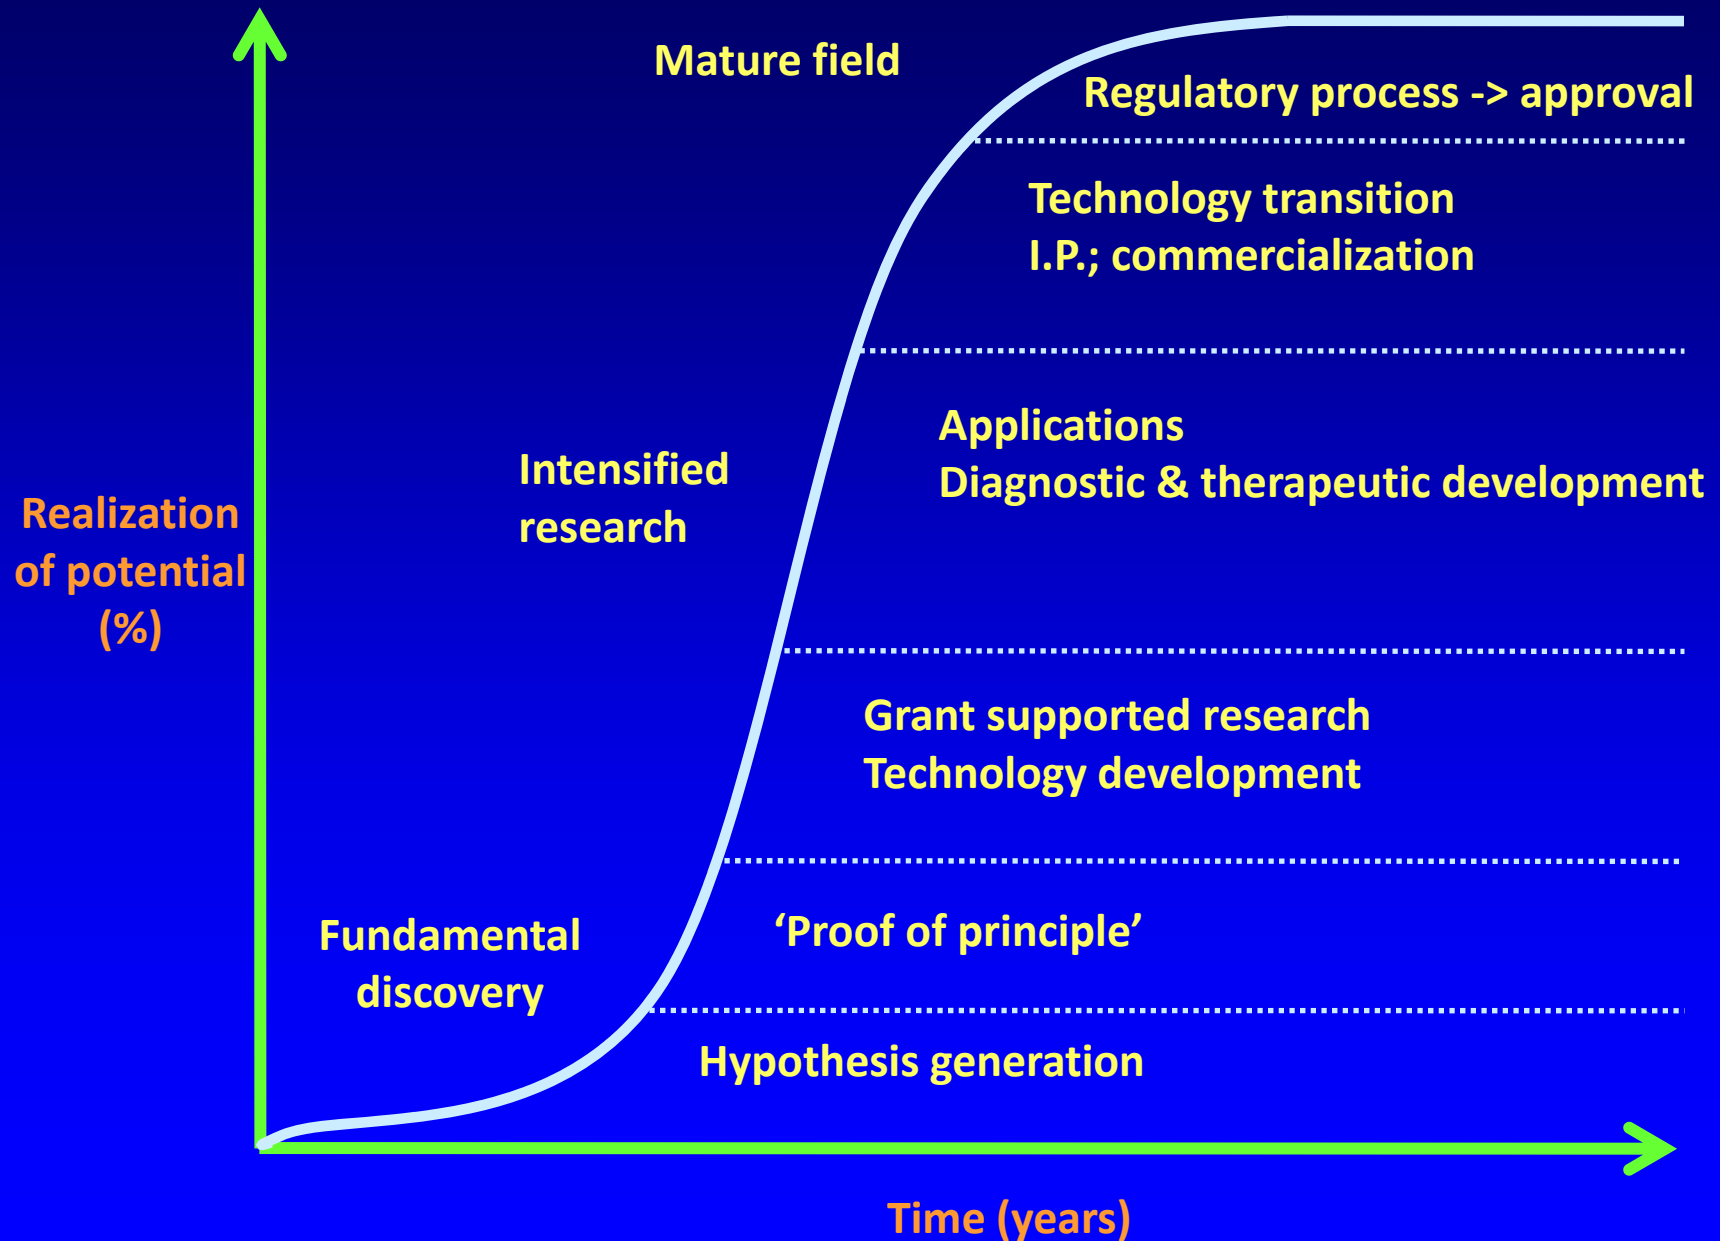 Mature field
Regulatory process -> approval
Technology transition
I.P.; commercialization
Applications
Diagnostic & therapeutic development
Intensified
research
Realization
of potential
(%)
Grant supported research
Technology development
Fundamental
discovery
‘Proof of principle’
Hypothesis generation
Time (years)